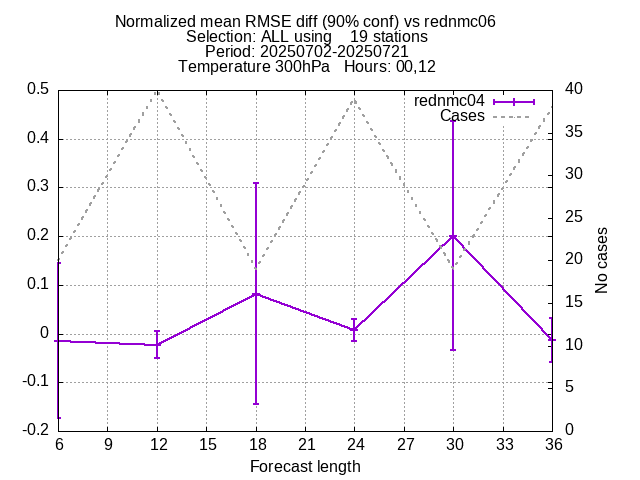 Normalized mean RMSE diff (90% conf) vs rednmc06
Selection: ALL using    19 stations
Period: 20250702-20250721
Temperature 300hPa   Hours: 00,12
rednmc04
Cases
0.5
0.4
0.3
0.2
0.1
0
-0.1
-0.2
40
35
30
25
20
15
10
5
0
No cases
6 9 12 15 18 21 24 27 30 33 36
Forecast length